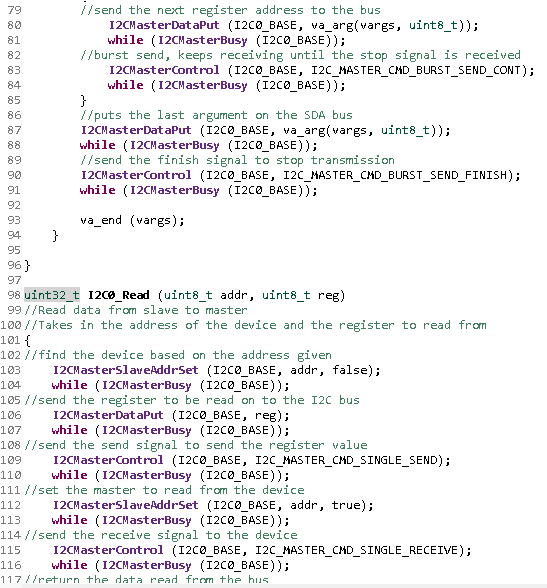 79 //send the next register address to the bus
80 I2CMasterDataPut (I2C0_BASE, va_arg(vargs, uint8_t));
81 while (I2CMasterBusy (I2C0_BASE));
82 //burst send, keeps receiving until the stop signal is received
83 I2CMasterControl (I2C0_BASE, I2C_MASTER_CMD_BURST_SEND_CONT);
84 while (I2CMasterBusy (I2C0_BASE));
85 }
86 //puts the last argument on the SDA bus
87 I2CMasterDataPut (I2C0_BASE, va_arg(vargs, uint8_t));
88 while (I2CMasterBusy (I2C0_BASE));
89 //send the finish signal to stop transmission
90 I2CMasterControl (I2C0_BASE, I2C_MASTER_CMD_BURST_SEND_FINISH);
91 while (I2CMasterBusy (I2C0_BASE));
92
93 va_end (vargs);
94 }
95
96 }
97
98 uint32_t I2C0_Read (uint8_t addr, uint8_t reg)
99 //Read data from slave to master
100 //Takes in the address of the device and the register to read from
101 {
102 //find the device based on the address given
103 I2CMasterSlaveAddrSet (I2C0_BASE, addr, false);
104 while (I2CMasterBusy (I2C0_BASE));
105 //send the register to be read on to the I2C bus
106 I2CMasterDataPut (I2C0_BASE, reg);
107 while (I2CMasterBusy (I2C0_BASE));
108 //send the send signal to send the register value
109 I2CMasterControl (I2C0_BASE, I2C_MASTER_CMD_SINGLE_SEND);
110 while (I2CMasterBusy (I2C0_BASE));
111 //set the master to read from the device
112 I2CMasterSlaveAddrSet (I2C0_BASE, addr, true);
113 while (I2CMasterBusy (I2C0_BASE));
114 //send the receive signal to the device
115 I2CMasterControl (I2C0_BASE, I2C_MASTER_CMD_SINGLE_RECEIVE);
116 while (I2CMasterBusy (I2C0_BASE));
117 //return the data read from the bus